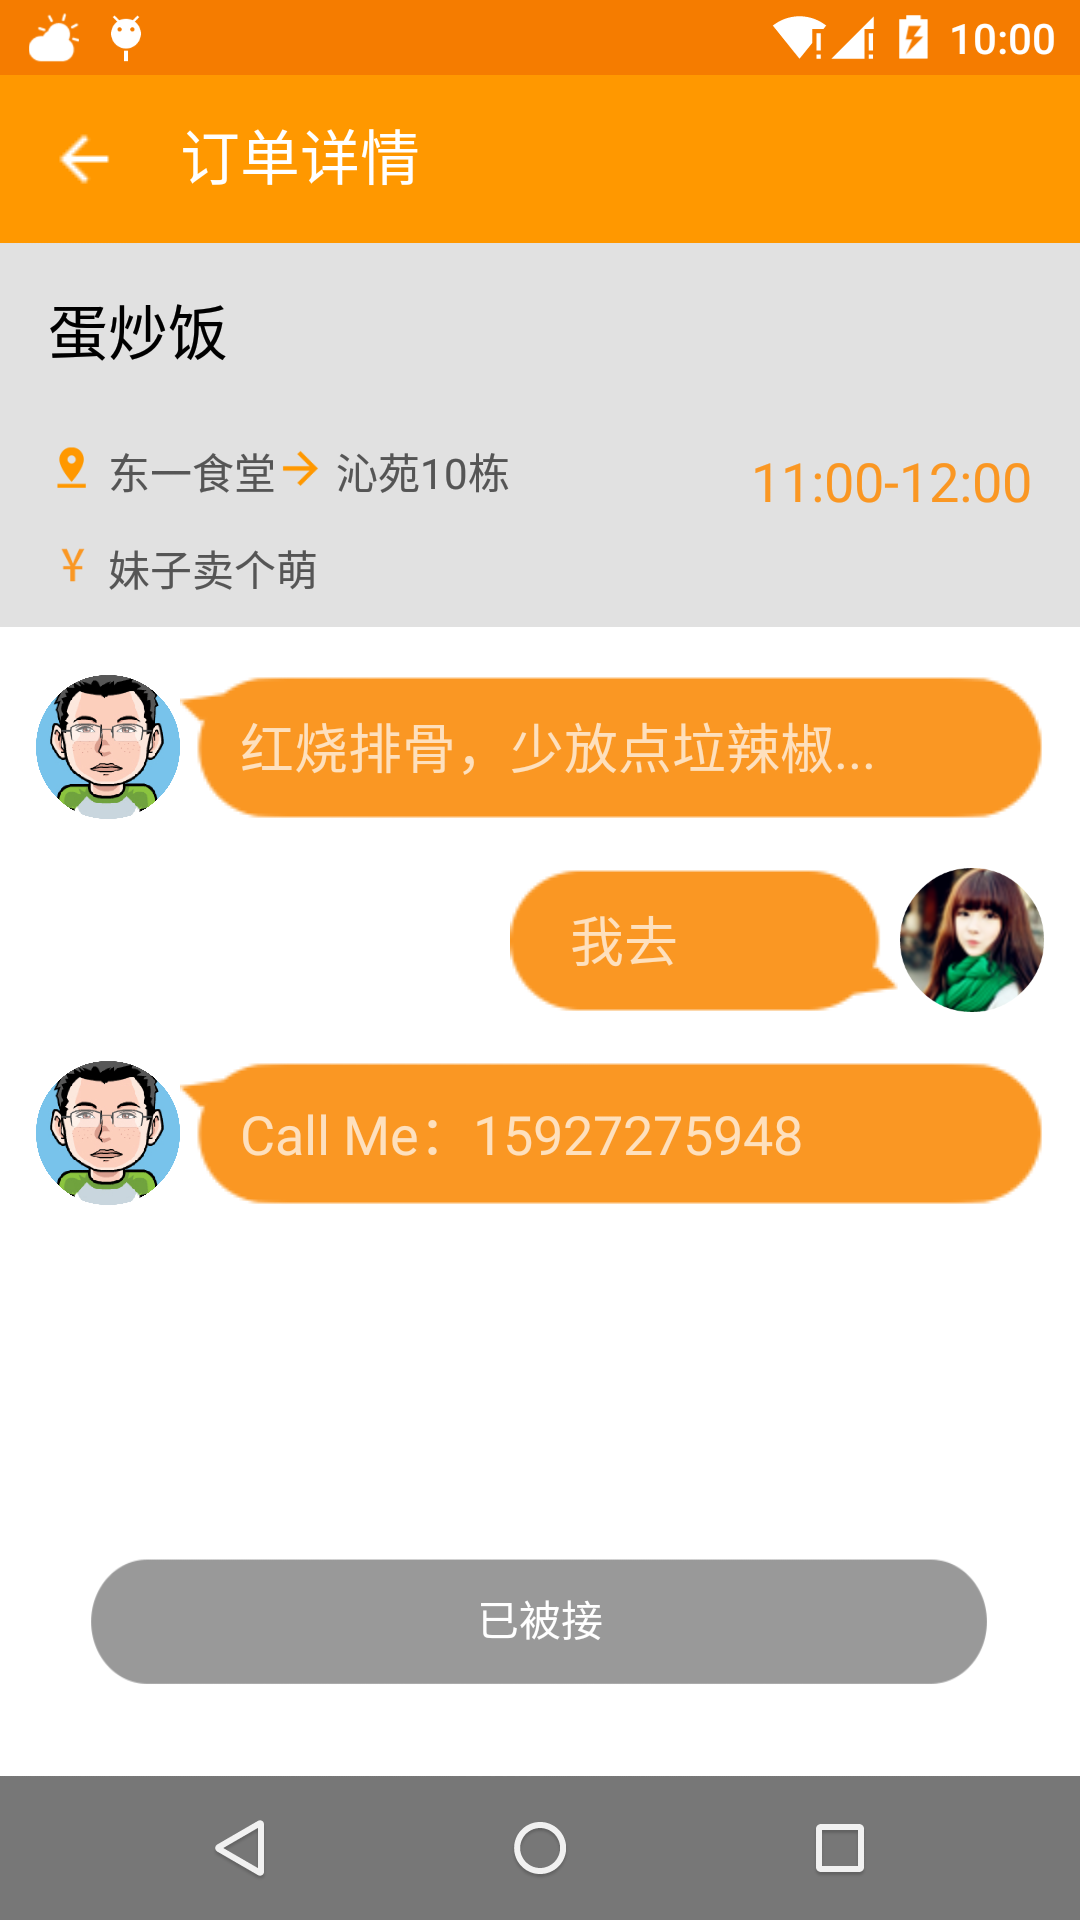 10:00
订单详情
蛋炒饭
东一食堂 沁苑10栋
11:00-12:00
¥ 妹子卖个萌
红烧排骨，少放点垃辣椒...
我去
Call Me：15927275948
已被接